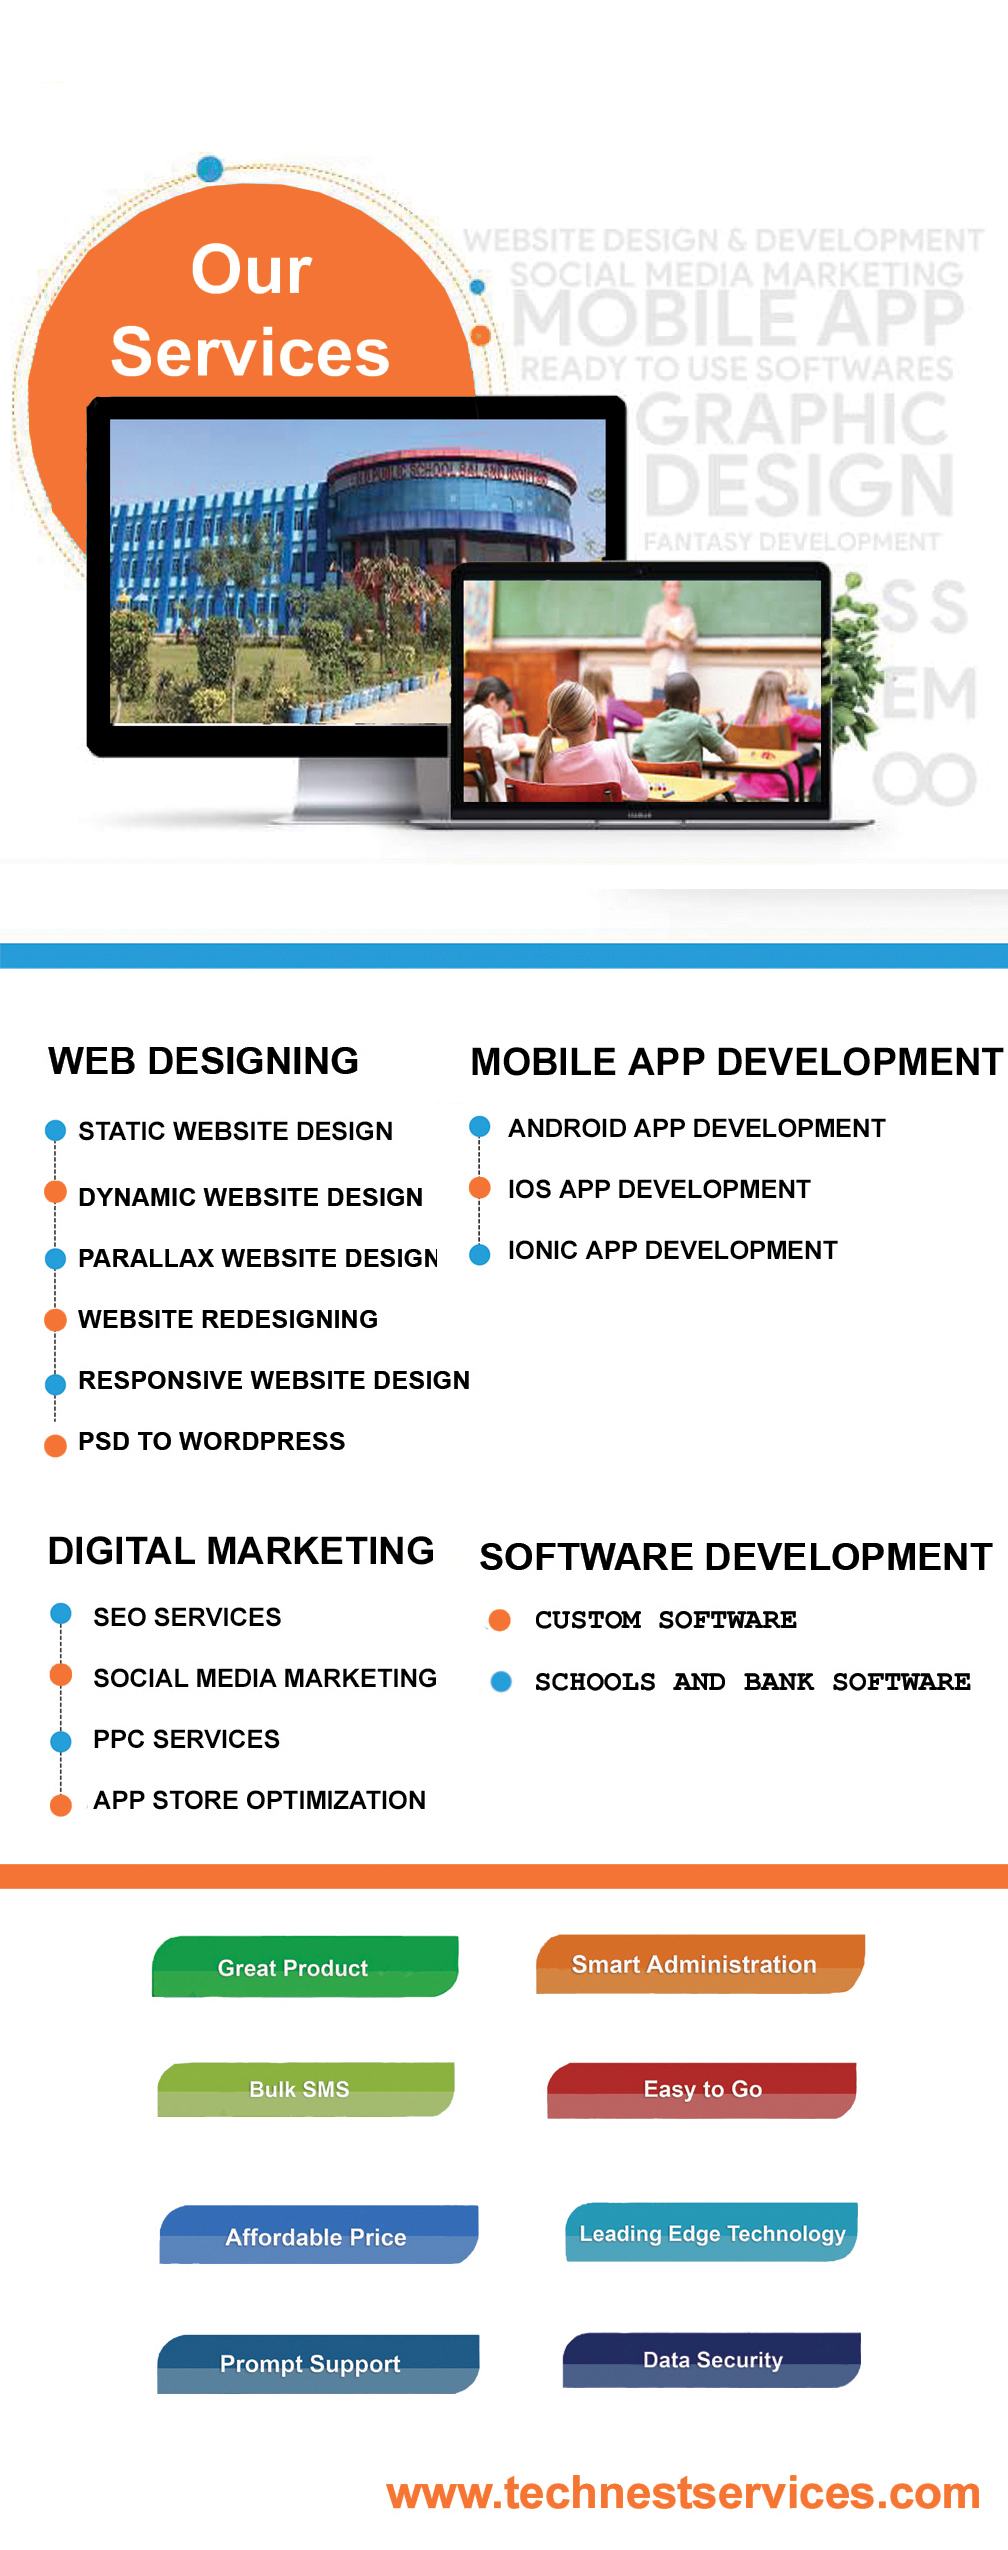 Our
Services
WEBSITE DESIGN & DEVELOPMENT
SOCIAL MEDIA MARKETING
MOBILE APP
READY TO USE SOFTWARES
GRAPHIC
DESIGN
FANTASY DEVELOPMENT
SS
EM
PUBLIC SCHOOL
WEB DESIGNING
STATIC WEBSITE DESIGN
DYNAMIC WEBSITE DESIGN
PARALLAX WEBSITE DESIGN
WEBSITE REDESIGNING
RESPONSIVE WEBSITE DESIGN
PSD TO WORDPRESS
MOBILE APP DEVELOPMENT
ANDROID APP DEVELOPMENT
IOS APP DEVELOPMENT
IONIC APP DEVELOPMENT
DIGITAL MARKETING
SEO SERVICES
SOCIAL MEDIA MARKETING
PPC SERVICES
APP STORE OPTIMIZATION
SOFTWARE DEVELOPMENT
CUSTOM SOFTWARE
SCHOOLS AND BANK SOFTWARE
Great Product
Smart Administration
Bulk SMS
Easy to Go
Affordable Price
Leading Edge Technology
Prompt Support
Data Security
www.technestservices.com